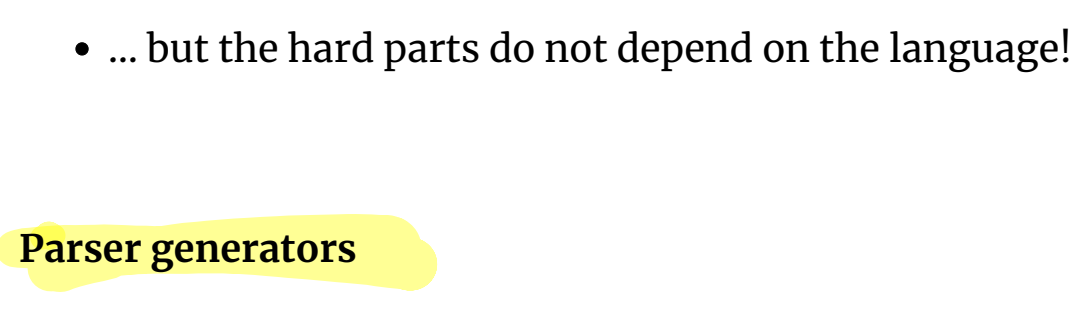 • ... but the hard parts do not depend on the language!
Parser generators